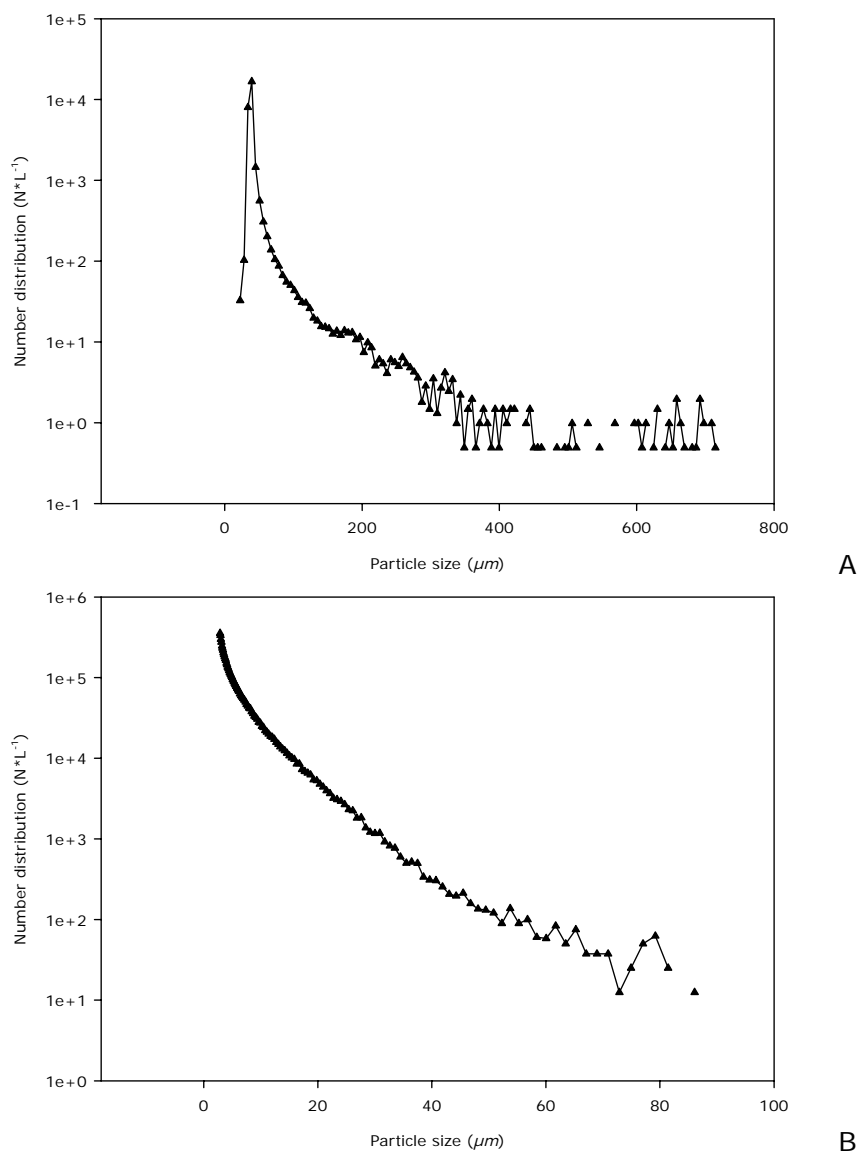 1e+5
1e+4
1e+3
1e+2
1e+1
1e+0
1e-1
Number distribution (N*L⁻¹)
0 200 400 600 800
Particle size (µm)
A
1e+6
1e+5
1e+4
1e+3
1e+2
1e+1
1e+0
Number distribution (N*L⁻¹)
0 20 40 60 80 100
Particle size (µm)
B